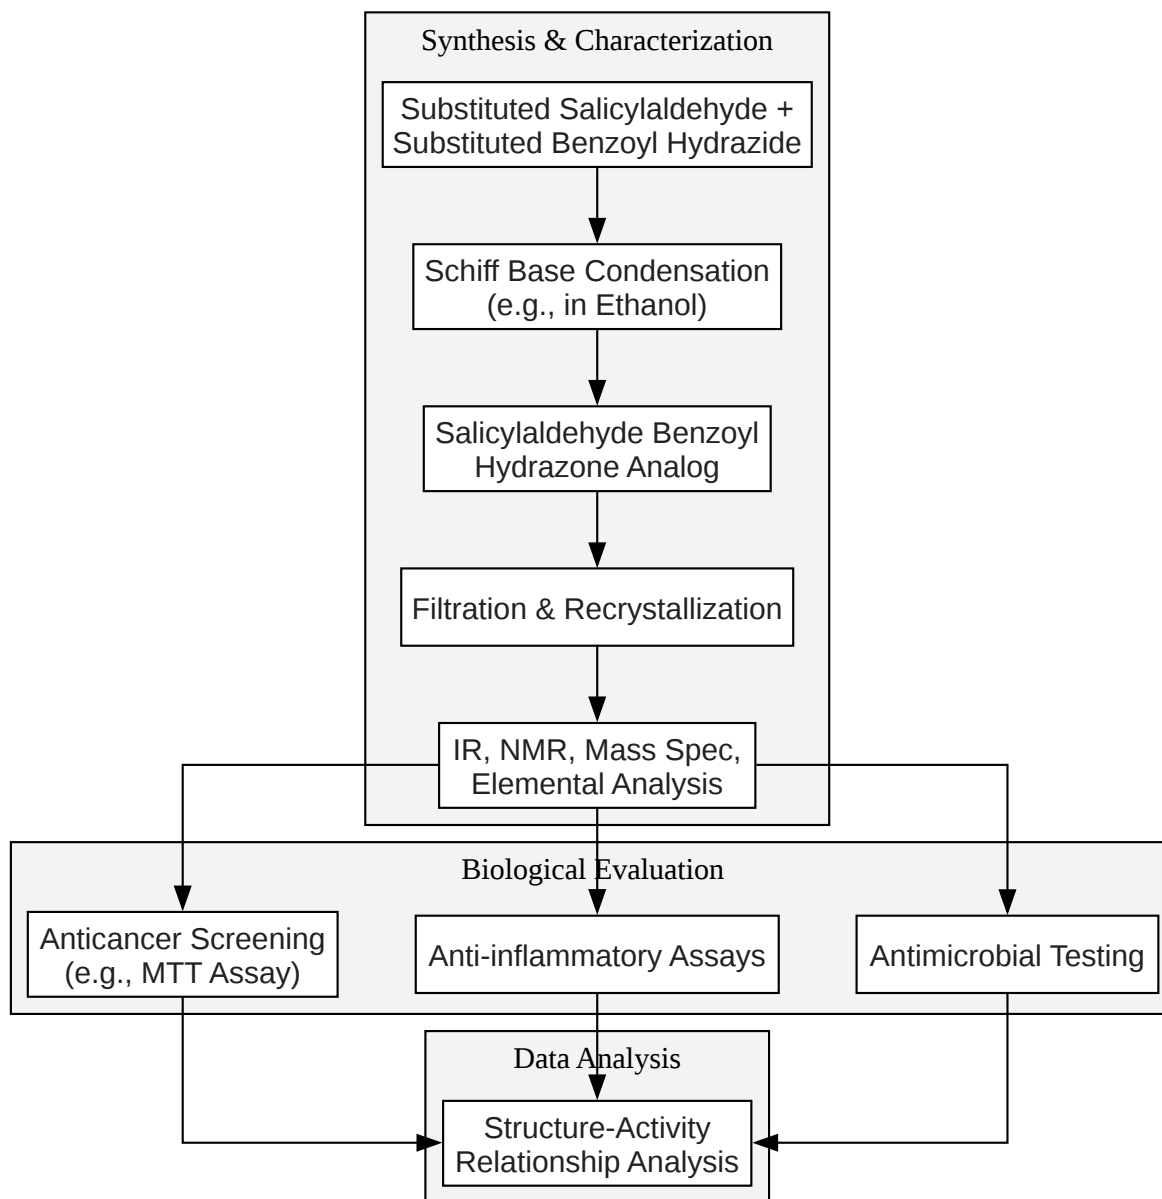 Synthesis & Characterization
Substituted Salicylaldehyde +
Substituted Benzoyl Hydrazide
Schiff Base Condensation
(e.g., in Ethanol)
Salicylaldehyde Benzoyl
Hydrazone Analog
Filtration & Recrystallization
IR, NMR, Mass Spec,
Elemental Analysis
Biological Evaluation
Anticancer Screening
(e.g., MTT Assay)
Anti-inflammatory Assays
Antimicrobial Testing
Data Analysis
Structure-Activity
Relationship Analysis